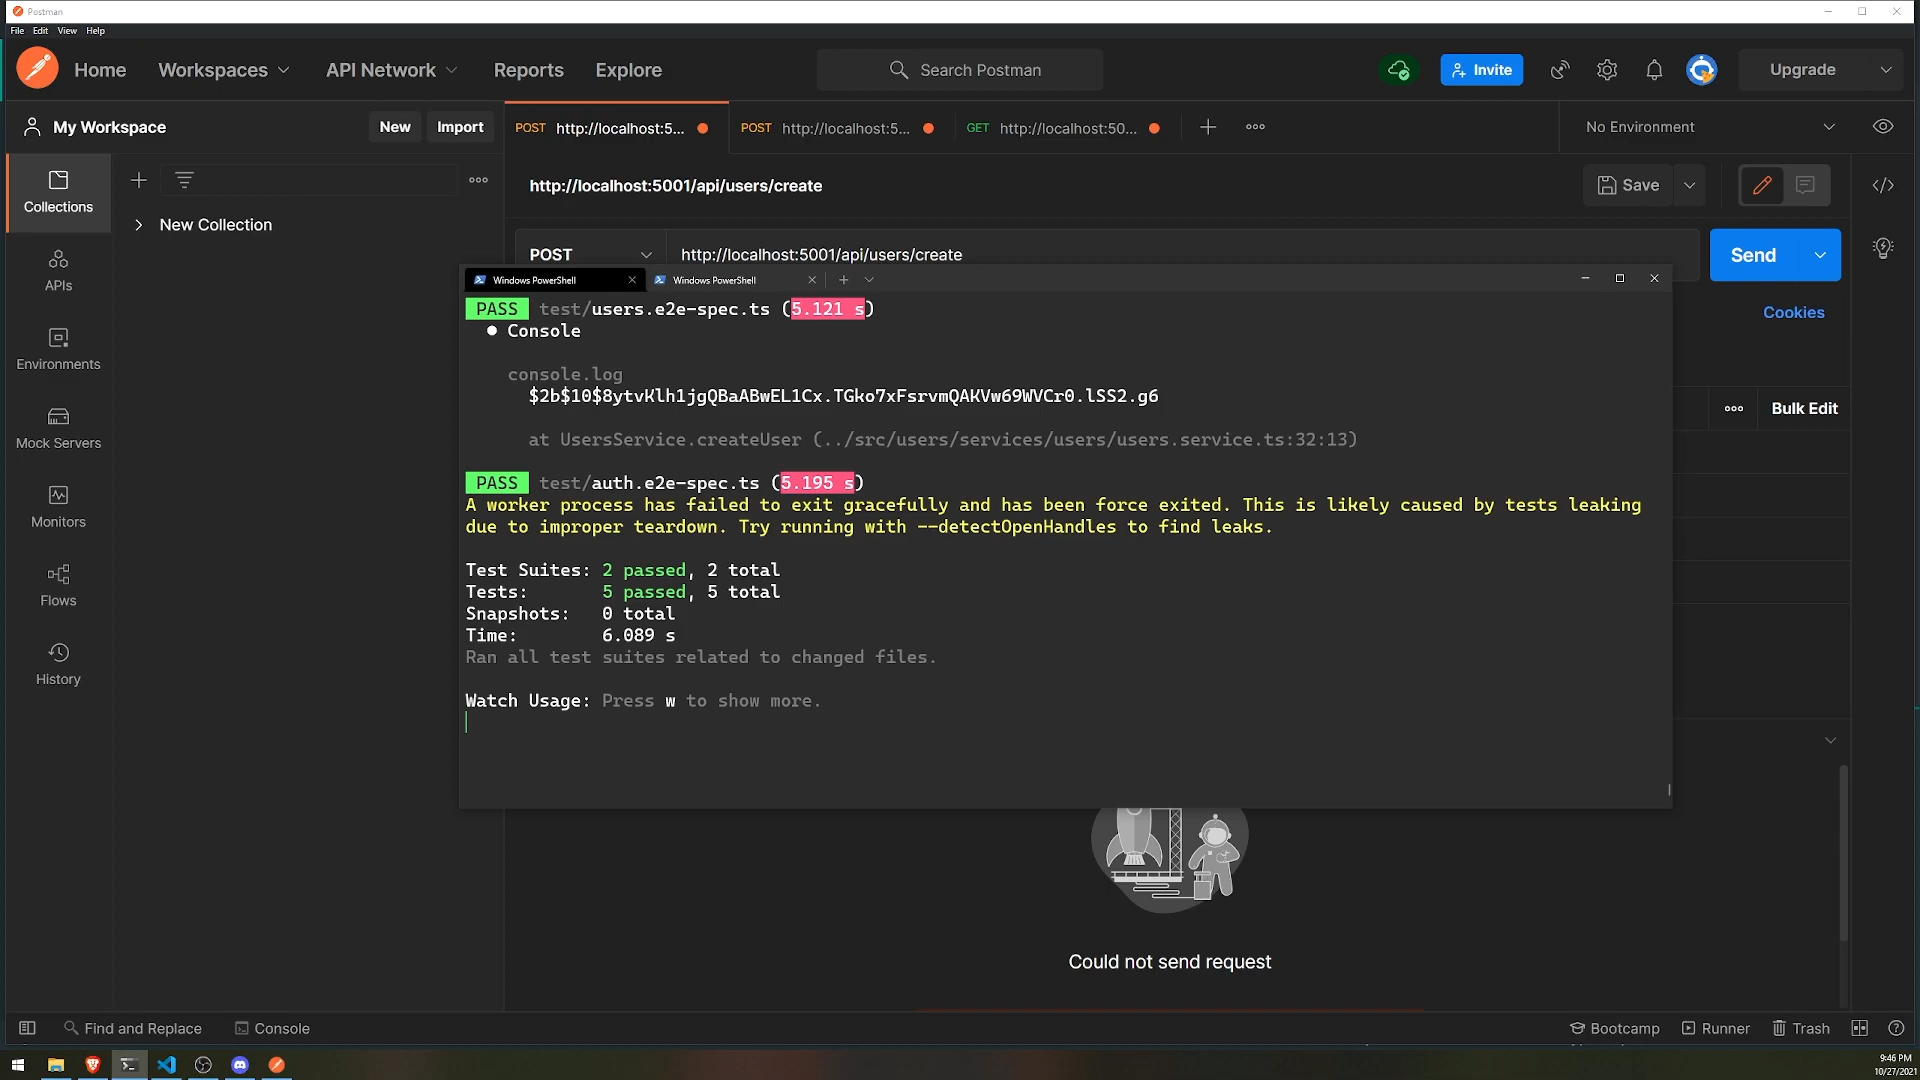 Postman
File Edit View Help
Home Workspaces API Network Reports Explore Search Postman Invite Upgrade
My Workspace New Import POST http://localhost:5... POST http://localhost:5... GET http://localhost:50... No Environment
Collections
New Collection
http://localhost:5001/api/users/create Save
POST http://localhost:5001/api/users/create Send
APIs
Cookies
Environments
Bulk Edit
Mock Servers
Monitors
Flows
History
Windows PowerShell Windows PowerShell
PASS test/users.e2e-spec.ts (5.121 s)
● Console
console.log
$2b$10$8ytvKlh1jgQBaABwEL1Cx.TGko7xFsrvmQAKVw69WVCr0.lSS2.g6
at UsersService.createUser (../src/users/services/users/users.service.ts:32:13)
PASS test/auth.e2e-spec.ts (5.195 s)
A worker process has failed to exit gracefully and has been force exited. This is likely caused by tests leaking
due to improper teardown. Try running with --detectOpenHandles to find leaks.
Test Suites: 2 passed, 2 total
Tests: 5 passed, 5 total
Snapshots: 0 total
Time: 6.089 s
Ran all test suites related to changed files.
Watch Usage: Press w to show more.
Could not send request
Find and Replace Console Bootcamp Runner Trash
9:46 PM
10/27/2021